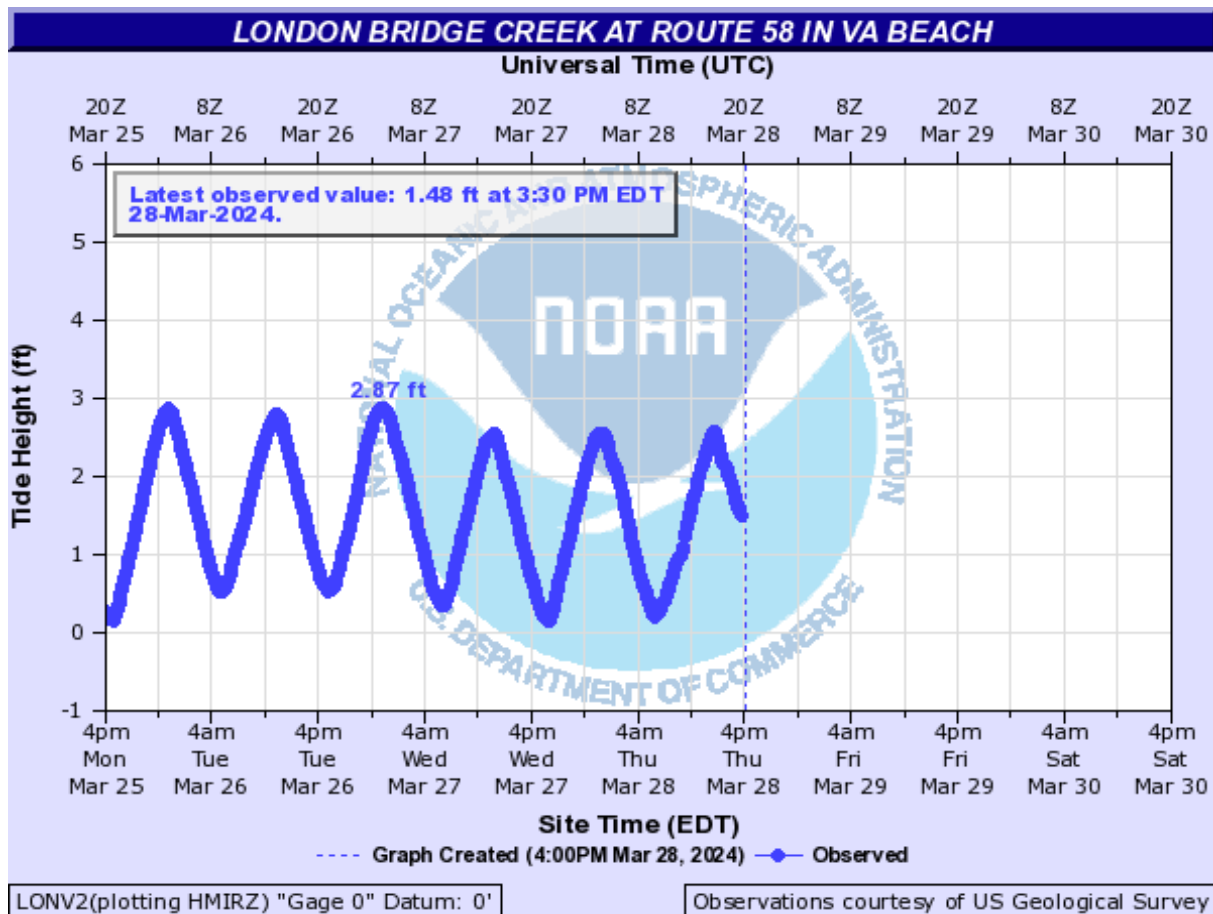 LONDON BRIDGE CREEK AT ROUTE 58 IN VA BEACH
Universal Time (UTC)
20Z 8Z 20Z 8Z 20Z 8Z 20Z 8Z 20Z 8Z 20Z
Mar 25 Mar 26 Mar 26 Mar 27 Mar 27 Mar 28 Mar 28 Mar 29 Mar 29 Mar 30 Mar 30
Latest observed value: 1.48 ft at 3:30 PM EDT
28-Mar-2024.
Tide Height (ft)
6
5
4
3
2
1
0
-1
2.87 ft
NATIONAL OCEANIC AND ATMOSPHERIC ADMINISTRATION
NOAA
U.S. DEPARTMENT OF COMMERCE
4pm 4am 4pm 4am 4pm 4am 4pm 4am 4pm 4am 4pm
Mon Tue Tue Wed Wed Thu Thu Fri Fri Sat Sat
Mar 25 Mar 26 Mar 26 Mar 27 Mar 27 Mar 28 Mar 28 Mar 29 Mar 29 Mar 30 Mar 30
Site Time (EDT)
Graph Created (4:00PM Mar 28, 2024) Observed
LONV2(plotting HMIRZ) "Gage 0" Datum: 0'
Observations courtesy of US Geological Survey